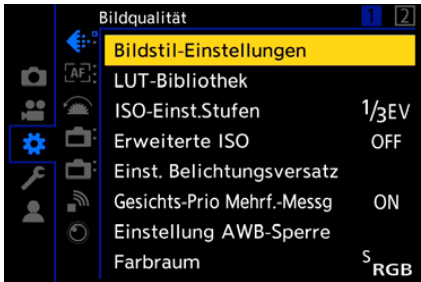 Bildqualität 1 2
Bildstil-Einstellungen
AF
LUT-Bibliothek
ISO-Einst.Stufen 1/3EV
Erweiterte ISO OFF
Einst. Belichtungsversatz
Gesichts-Prio Mehrf.-Messg ON
Einstellung AWB-Sperre
Farbraum sRGB